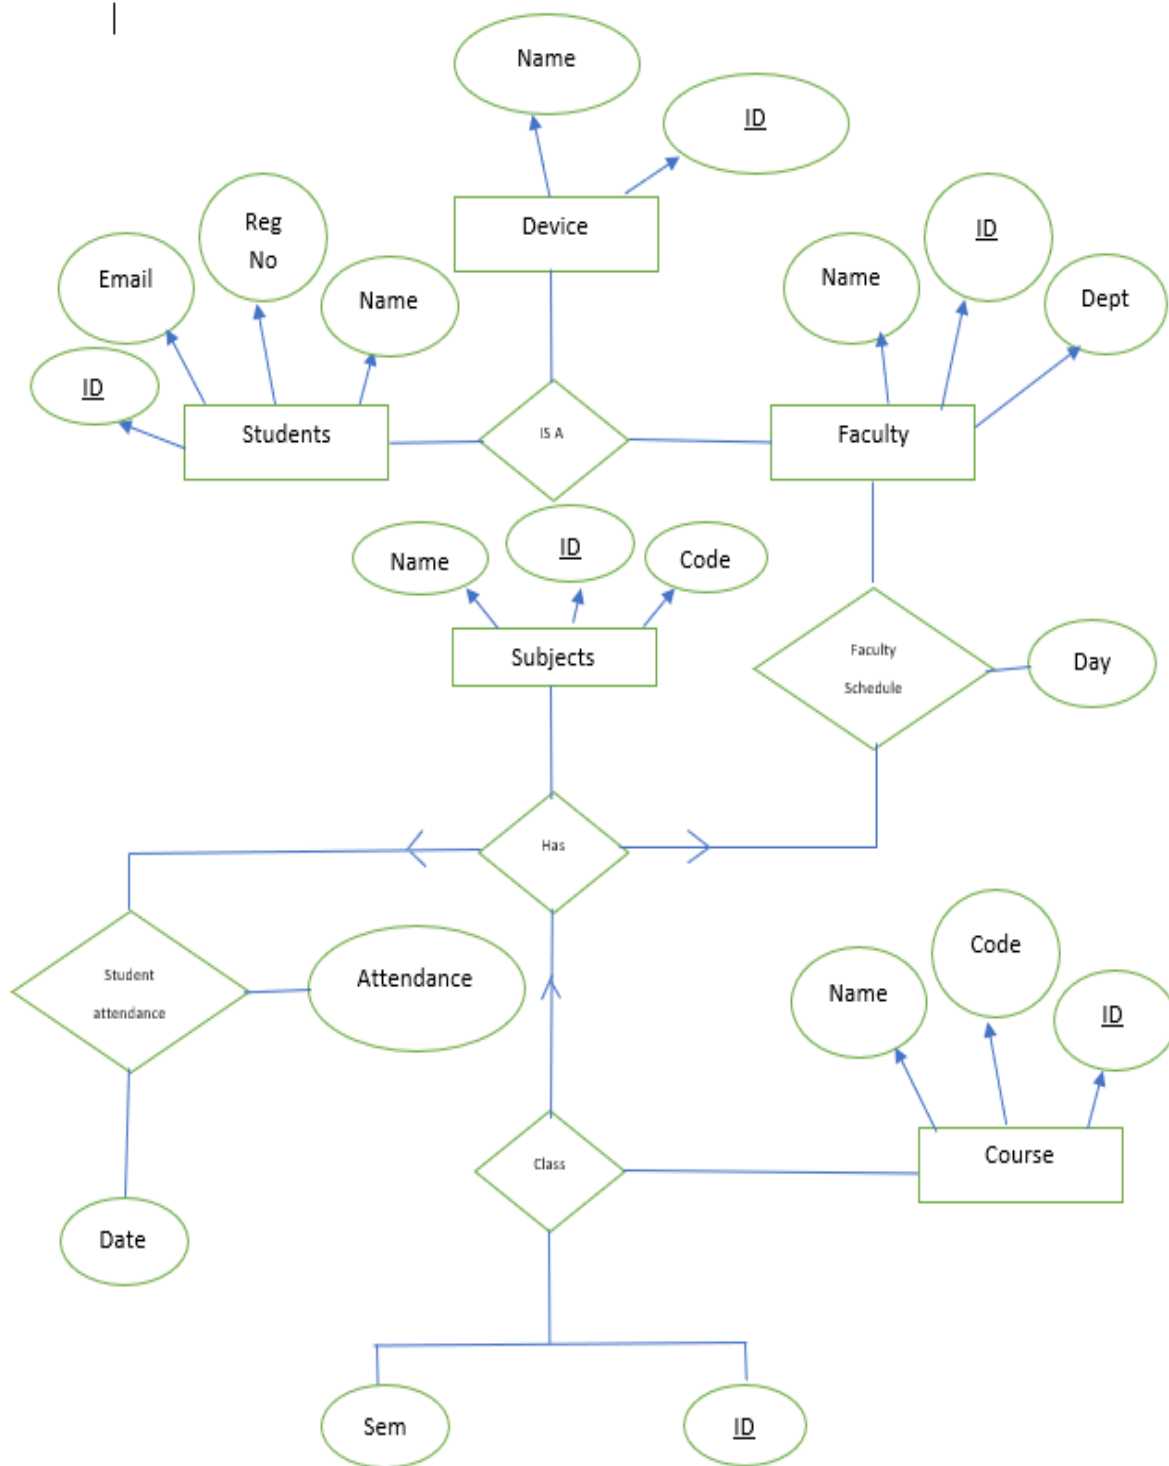 Name
ID
Device
Reg
No
Email
Name
ID
Students
IS A
Name
ID
Dept
Faculty
Name
ID
Code
Subjects
Faculty
Schedule
Day
Has
Student
attendance
Attendance
Date
Name
Code
ID
Course
Class
Sem
ID